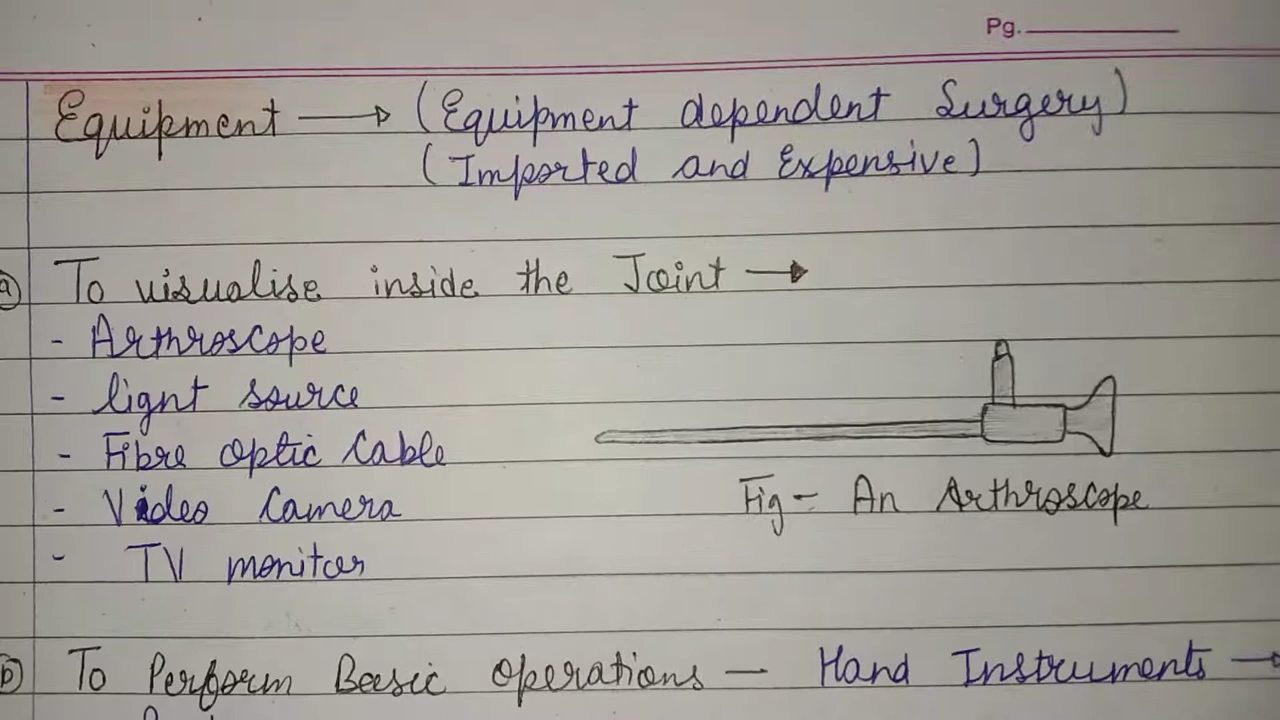 Pg.
Equipment → (Equipment dependent Surgery)
(Imported and Expensive)
a) To visualise inside the Joint →
- Arthroscope
- light source
- Fibre Optic Cable
- Video Camera
- TV monitor
Fig - An Arthroscope
b) To Perform Basic Operations - Hand Instruments →